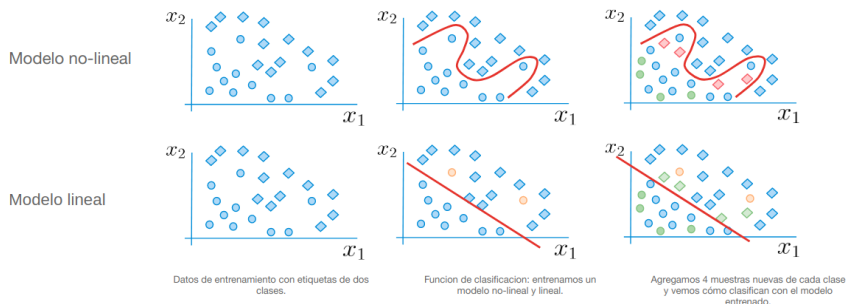 x₂
x₂
x₂
Modelo no-lineal
x₁
x₁
x₁
x₂
x₂
x₂
Modelo lineal
x₁
x₁
x₁
Datos de entrenamiento con etiquetas de dos
clases.
Funcion de clasificacion: entrenamos un
modelo no-lineal y lineal.
Agregamos 4 muestras nuevas de cada clase
y vemos cómo clasifican con el modelo
entrenado.